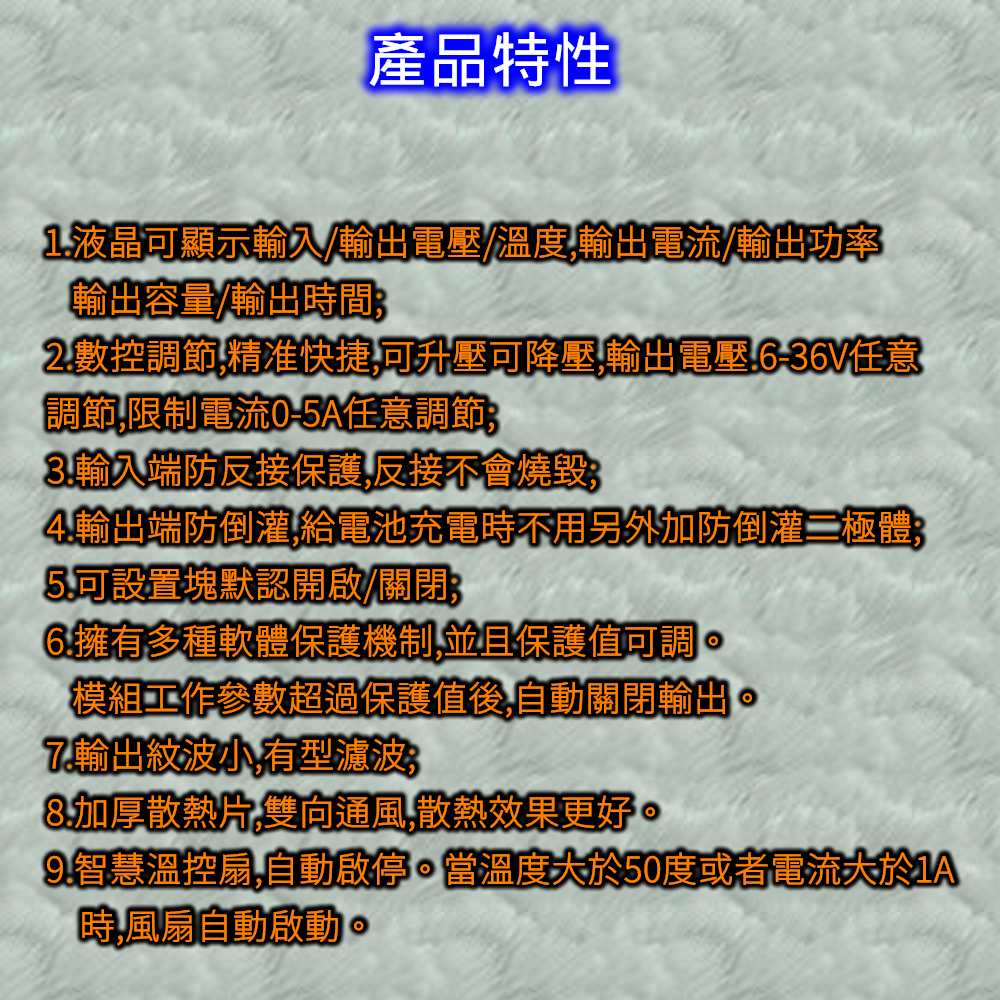 產品特性
1.液晶可顯示輸入/輸出電壓/溫度,輸出電流/輸出功率
輸出容量/輸出時間;
2.數控調節,精准快捷,可升壓可降壓,輸出電壓.6-36V任意
調節,限制電流0-5A任意調節;
3.輸入端防反接保護,反接不會燒毀;
4.輸出端防倒灌,給電池充電時不用另外加防倒灌二極體;
5.可設置塊默認開啟/關閉;
6.擁有多種軟體保護機制,並且保護值可調。
模組工作參數超過保護值後,自動關閉輸出。
7.輸出紋波小,有型濾波;
8.加厚散熱片,雙向通風,散熱效果更好。
9.智慧溫控扇,自動啟停。當溫度大於50度或者電流大於1A
時,風扇自動啟動。